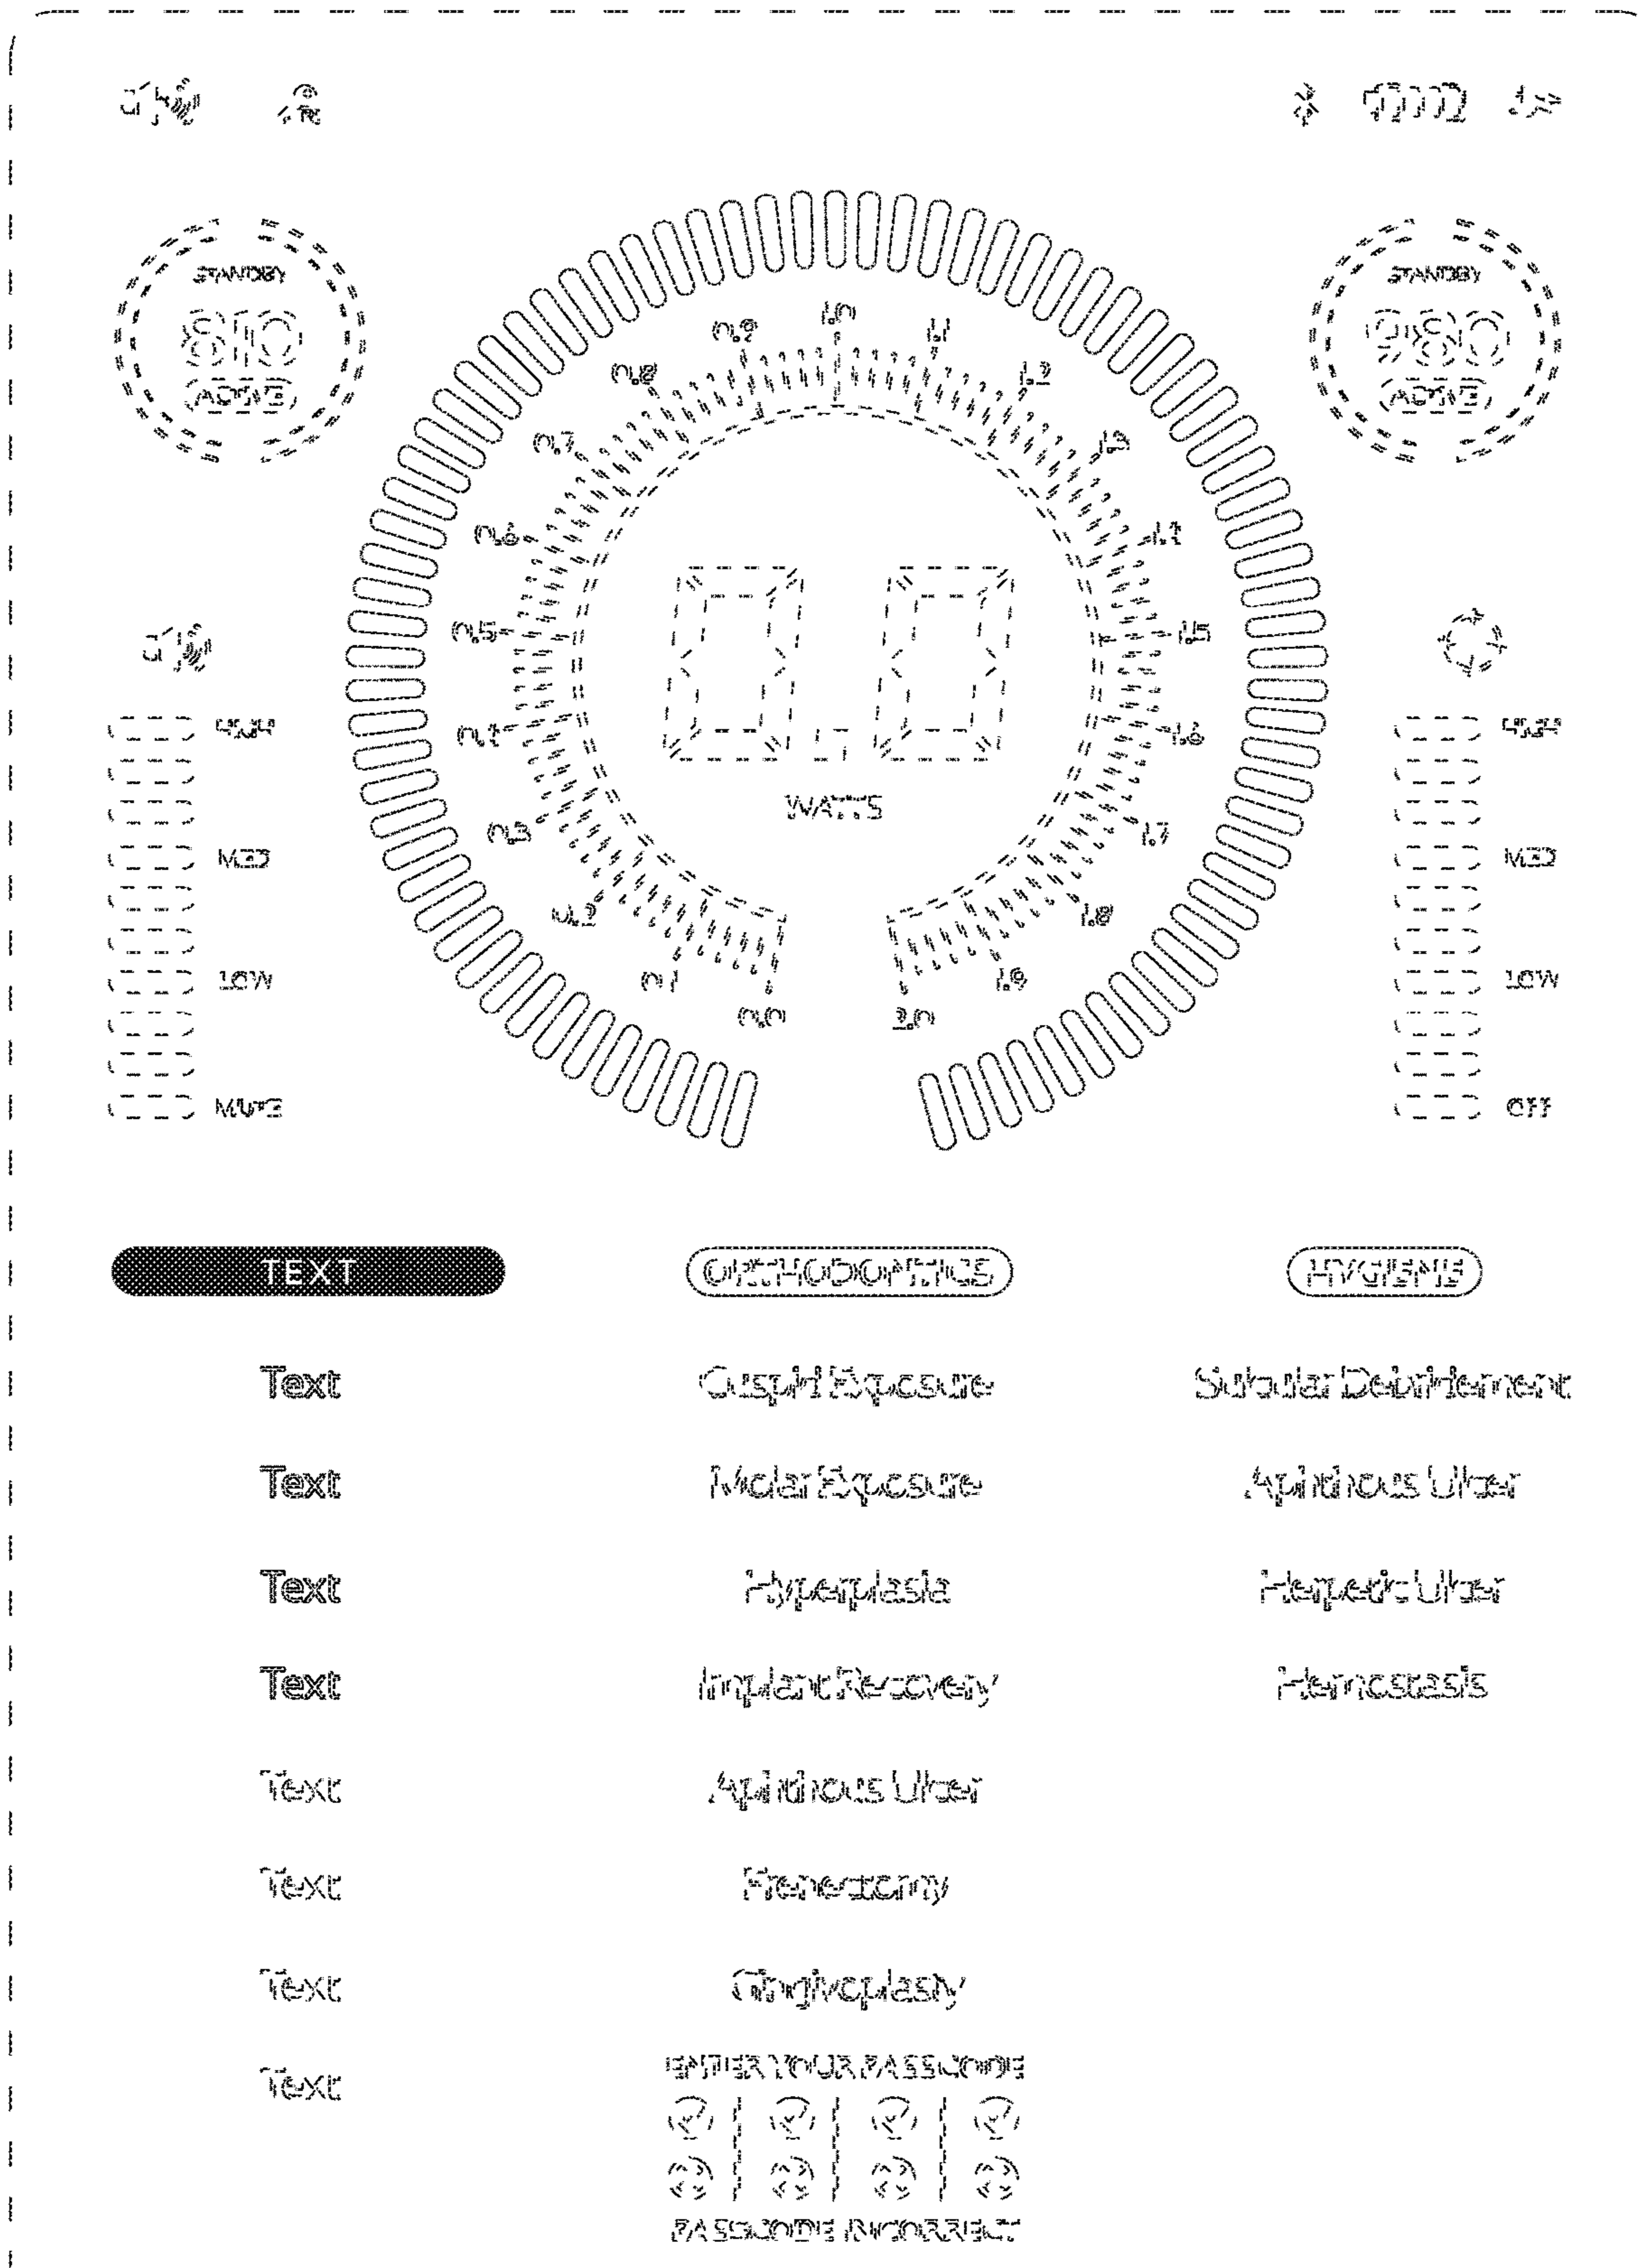 STANDBY
810
ACTIVE
STANDBY
980
ACTIVE
1.0
0.9
1.1
0.8
1.2
0.7
1.3
0.6
1.4
0.5
1.5
0.4
1.6
0.3
1.7
0.2
1.8
0.1
1.9
0.0
2.0
8.8
WATTS
HIGH
MED
LOW
MUTE
HIGH
MED
LOW
OFF
TEXT
ORTHODONTICS
HYGIENE
Text
Cuspid Exposure
Sulcular Debridement
Text
Molar Exposure
Aphthous Ulcer
Text
Hyperplasia
Herpetic Ulcer
Text
Implant Recovery
Hemostasis
Text
Aphthous Ulcer
Text
Frenectomy
Text
Gingivoplasty
Text
ENTER YOUR PASSCODE
PASSCODE INCORRECT